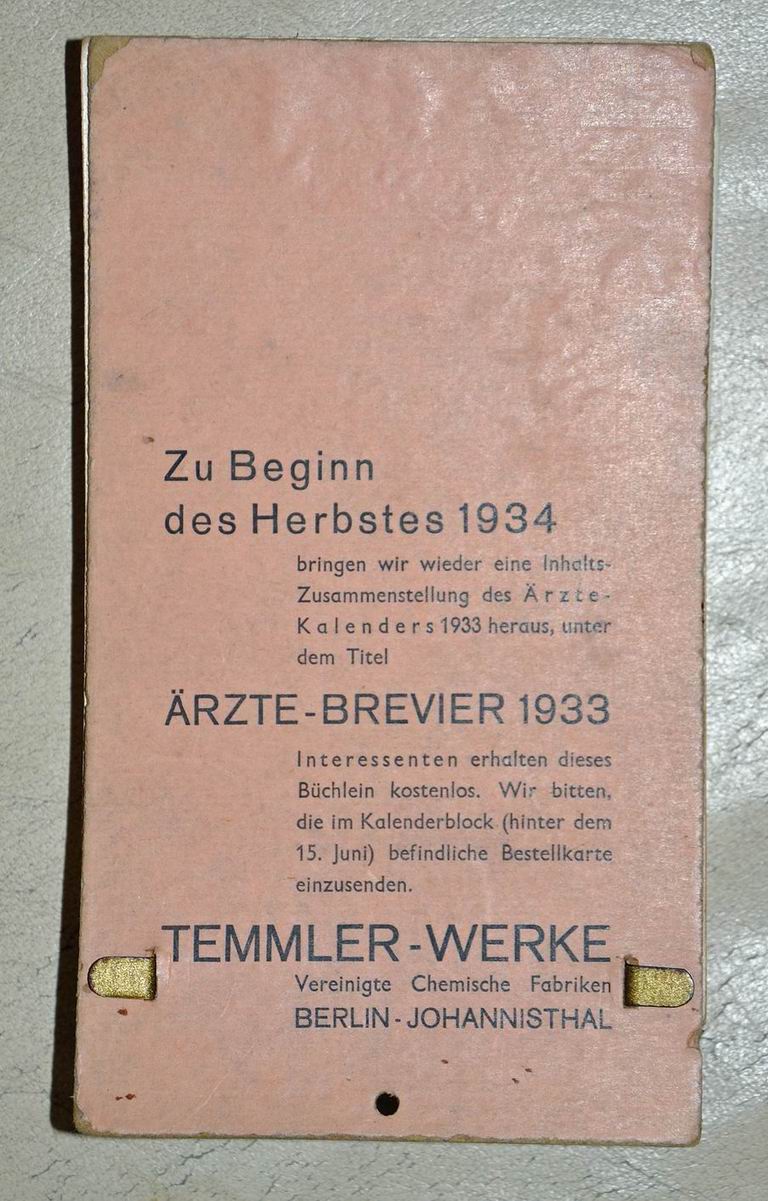 Zu Beginn
des Herbstes 1934
bringen wir wieder eine Inhalts-
Zusammenstellung des Ärzte-
Kalenders 1933 heraus, unter
dem Titel
ÄRZTE-BREVIER 1933
Interessenten erhalten dieses
Büchlein kostenlos. Wir bitten,
die im Kalenderblock (hinter dem
15. Juni) befindliche Bestellkarte
einzusenden.
TEMMLER-WERKE
Vereinigte Chemische Fabriken
BERLIN-JOHANNISTHAL